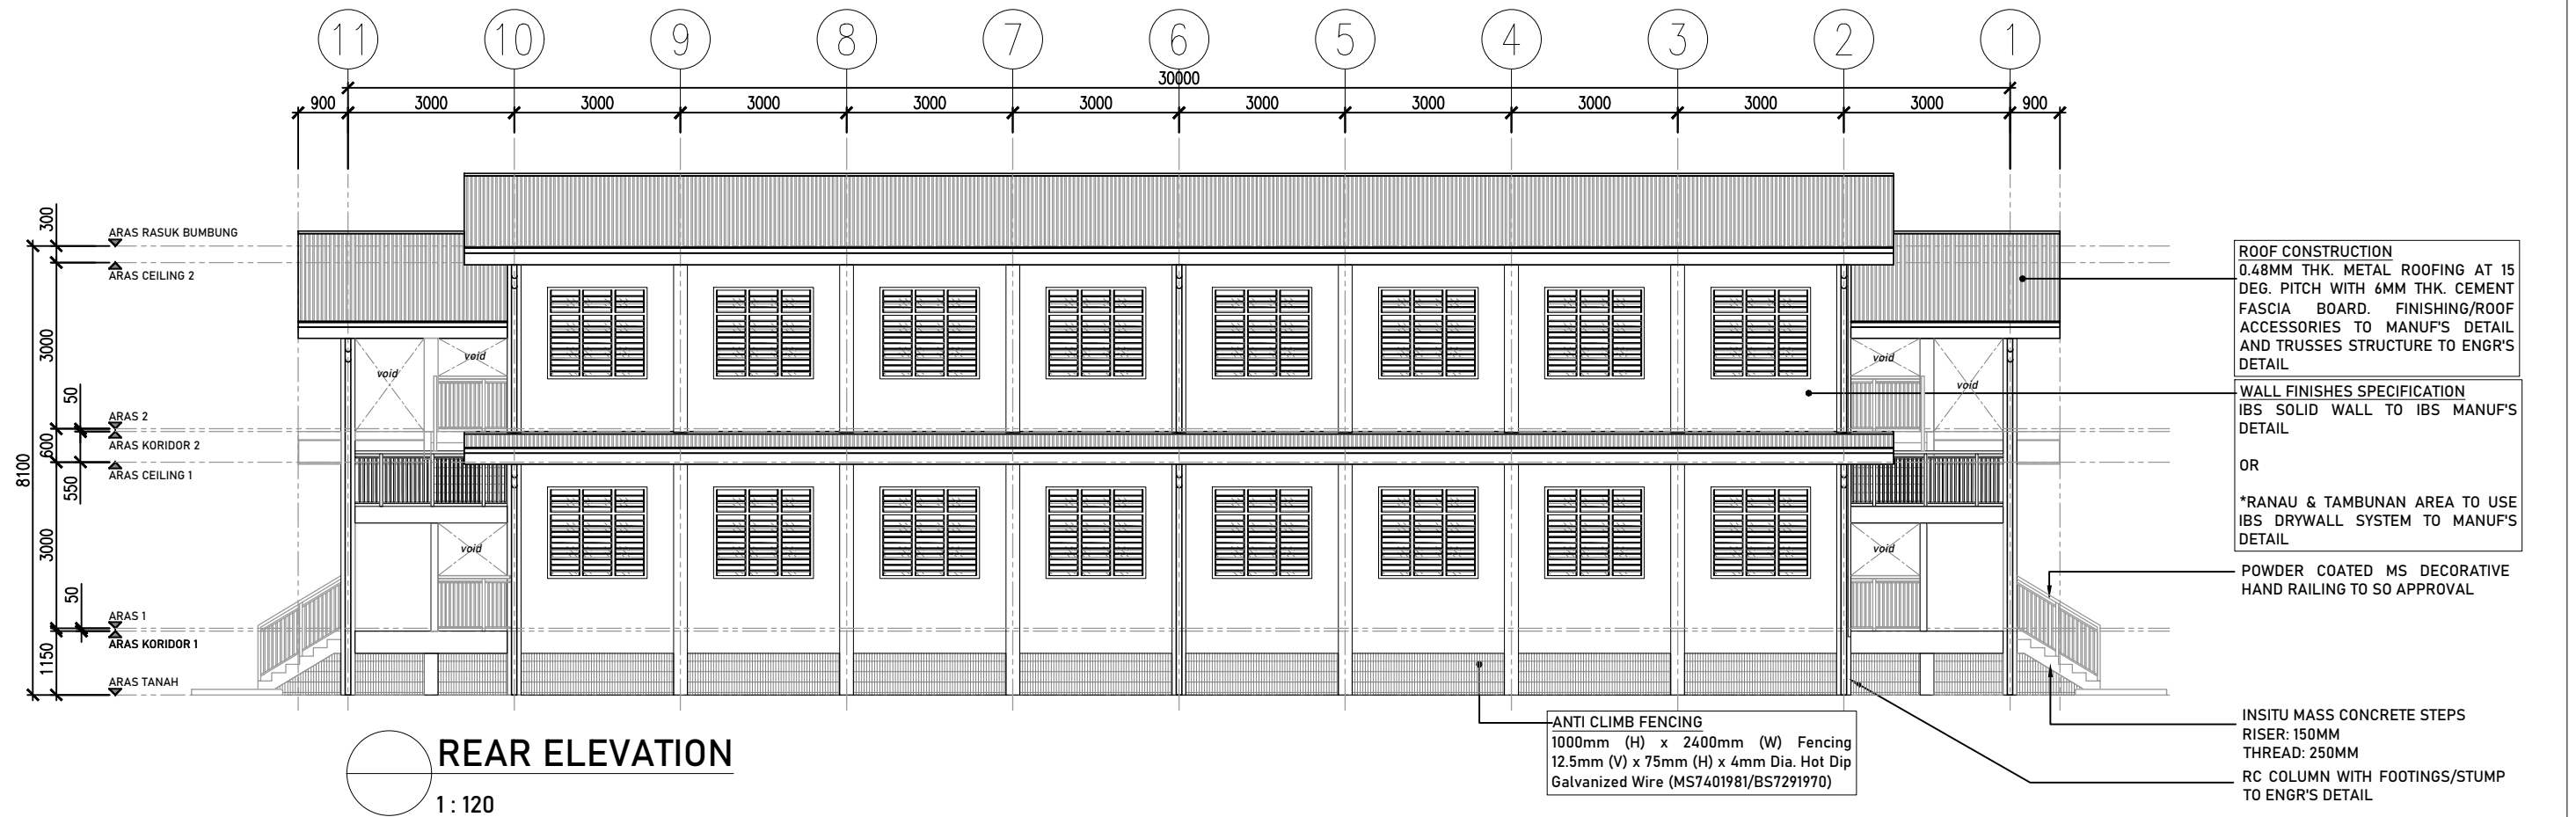 11 10 9 8 7 6 5 4 3 2 1
30000
900 3000 3000 3000 3000 3000 3000 3000 3000 3000 3000 900
300
ARAS RASUK BUMBUNG
ARAS CEILING 2
3000
50
ARAS 2
ARAS KORIDOR 2
600
ARAS CEILING 1
550
8100
3000
50
ARAS 1
ARAS KORIDOR 1
1150
ARAS TANAH
void
void
void
void
void
void
ROOF CONSTRUCTION
0.48MM THK. METAL ROOFING AT 15
DEG. PITCH WITH 6MM THK. CEMENT
FASCIA BOARD. FINISHING/ROOF
ACCESSORIES TO MANUF'S DETAIL
AND TRUSSES STRUCTURE TO ENGR'S
DETAIL
WALL FINISHES SPECIFICATION
IBS SOLID WALL TO IBS MANUF'S
DETAIL
OR
*RANAU & TAMBUNAN AREA TO USE
IBS DRYWALL SYSTEM TO MANUF'S
DETAIL
POWDER COATED MS DECORATIVE
HAND RAILING TO SO APPROVAL
INSITU MASS CONCRETE STEPS
RISER: 150MM
THREAD: 250MM
RC COLUMN WITH FOOTINGS/STUMP
TO ENGR'S DETAIL
ANTI CLIMB FENCING
1000mm (H) x 2400mm (W) Fencing
12.5mm (V) x 75mm (H) x 4mm Dia. Hot Dip
Galvanized Wire (MS7401981/BS7291970)
REAR ELEVATION
1 : 120